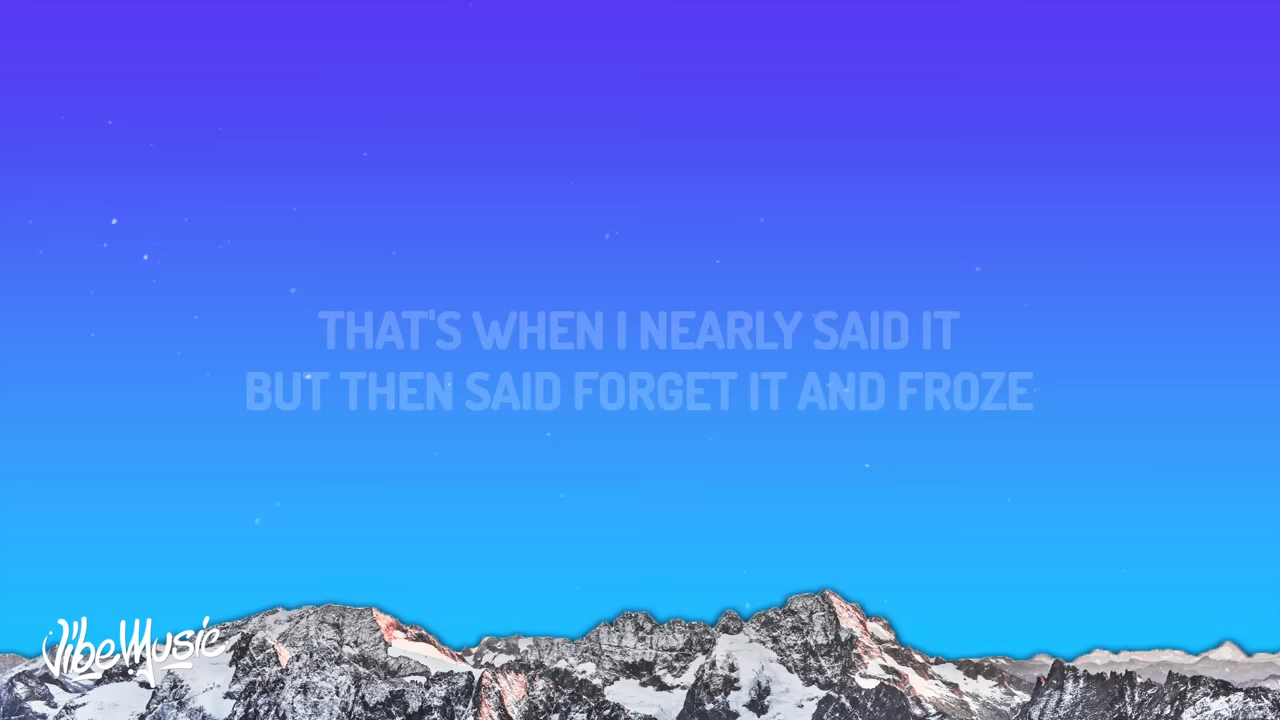 THAT'S WHEN I NEARLY SAID IT
BUT THEN SAID FORGET IT AND FROZE
VibeMusic